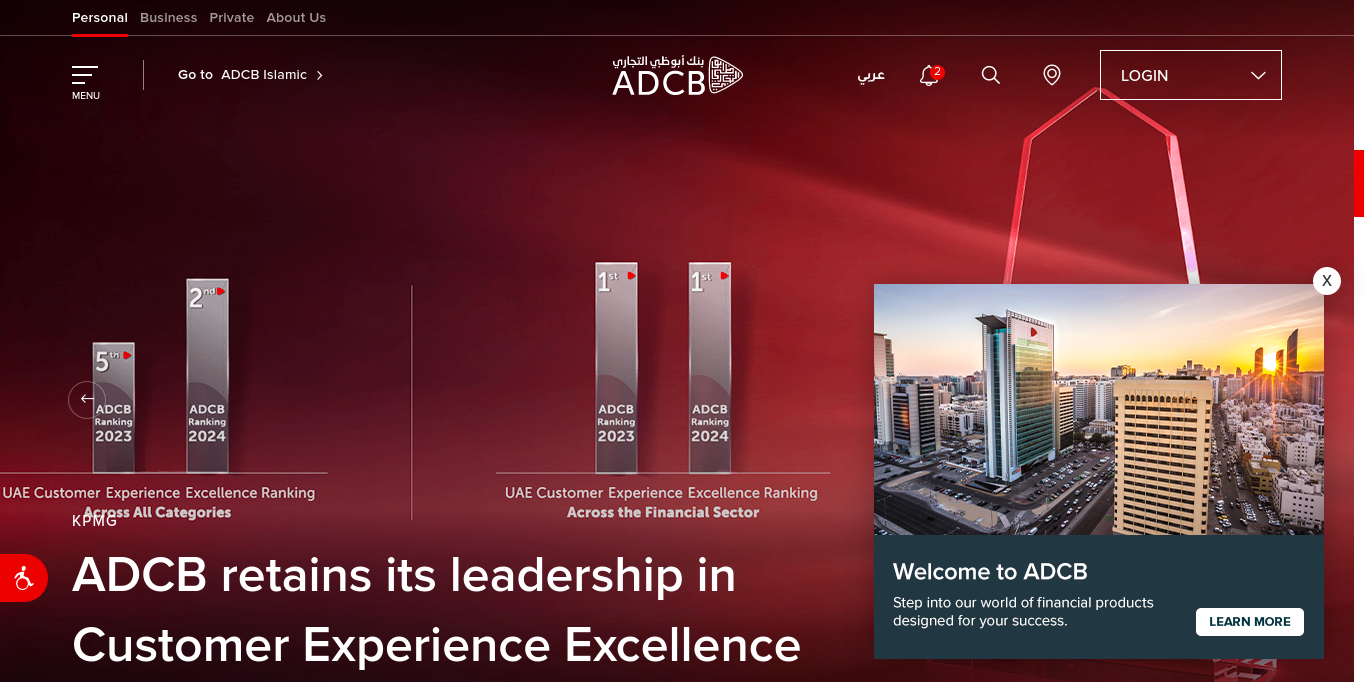 Personal Business Private About Us
MENU
Go to ADCB Islamic
بنك أبوظبي التجاري
ADCB
عربي
2
LOGIN
5th
ADCB
Ranking
2023
2nd
ADCB
Ranking
2024
UAE Customer Experience Excellence Ranking
Across All Categories
1st
ADCB
Ranking
2023
1st
ADCB
Ranking
2024
UAE Customer Experience Excellence Ranking
Across the Financial Sector
KPMG
ADCB retains its leadership in
Customer Experience Excellence
X
Welcome to ADCB
Step into our world of financial products
designed for your success.
LEARN MORE